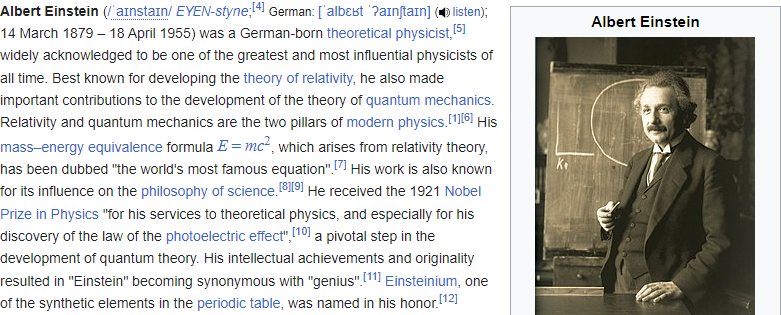 Albert Einstein (/ˈaɪnstaɪn/ EYEN-styne;[4] German: [ˈalbɛʁt ˈʔaɪnʃtaɪn] (listen);
14 March 1879 – 18 April 1955) was a German-born theoretical physicist,[5]
widely acknowledged to be one of the greatest and most influential physicists of
all time. Best known for developing the theory of relativity, he also made
important contributions to the development of the theory of quantum mechanics.
Relativity and quantum mechanics are the two pillars of modern physics.[1][6] His
mass–energy equivalence formula E = mc², which arises from relativity theory,
has been dubbed "the world's most famous equation".[7] His work is also known
for its influence on the philosophy of science.[8][9] He received the 1921 Nobel
Prize in Physics "for his services to theoretical physics, and especially for his
discovery of the law of the photoelectric effect",[10] a pivotal step in the
development of quantum theory. His intellectual achievements and originality
resulted in "Einstein" becoming synonymous with "genius".[11] Einsteinium, one
of the synthetic elements in the periodic table, was named in his honor.[12]
Albert Einstein